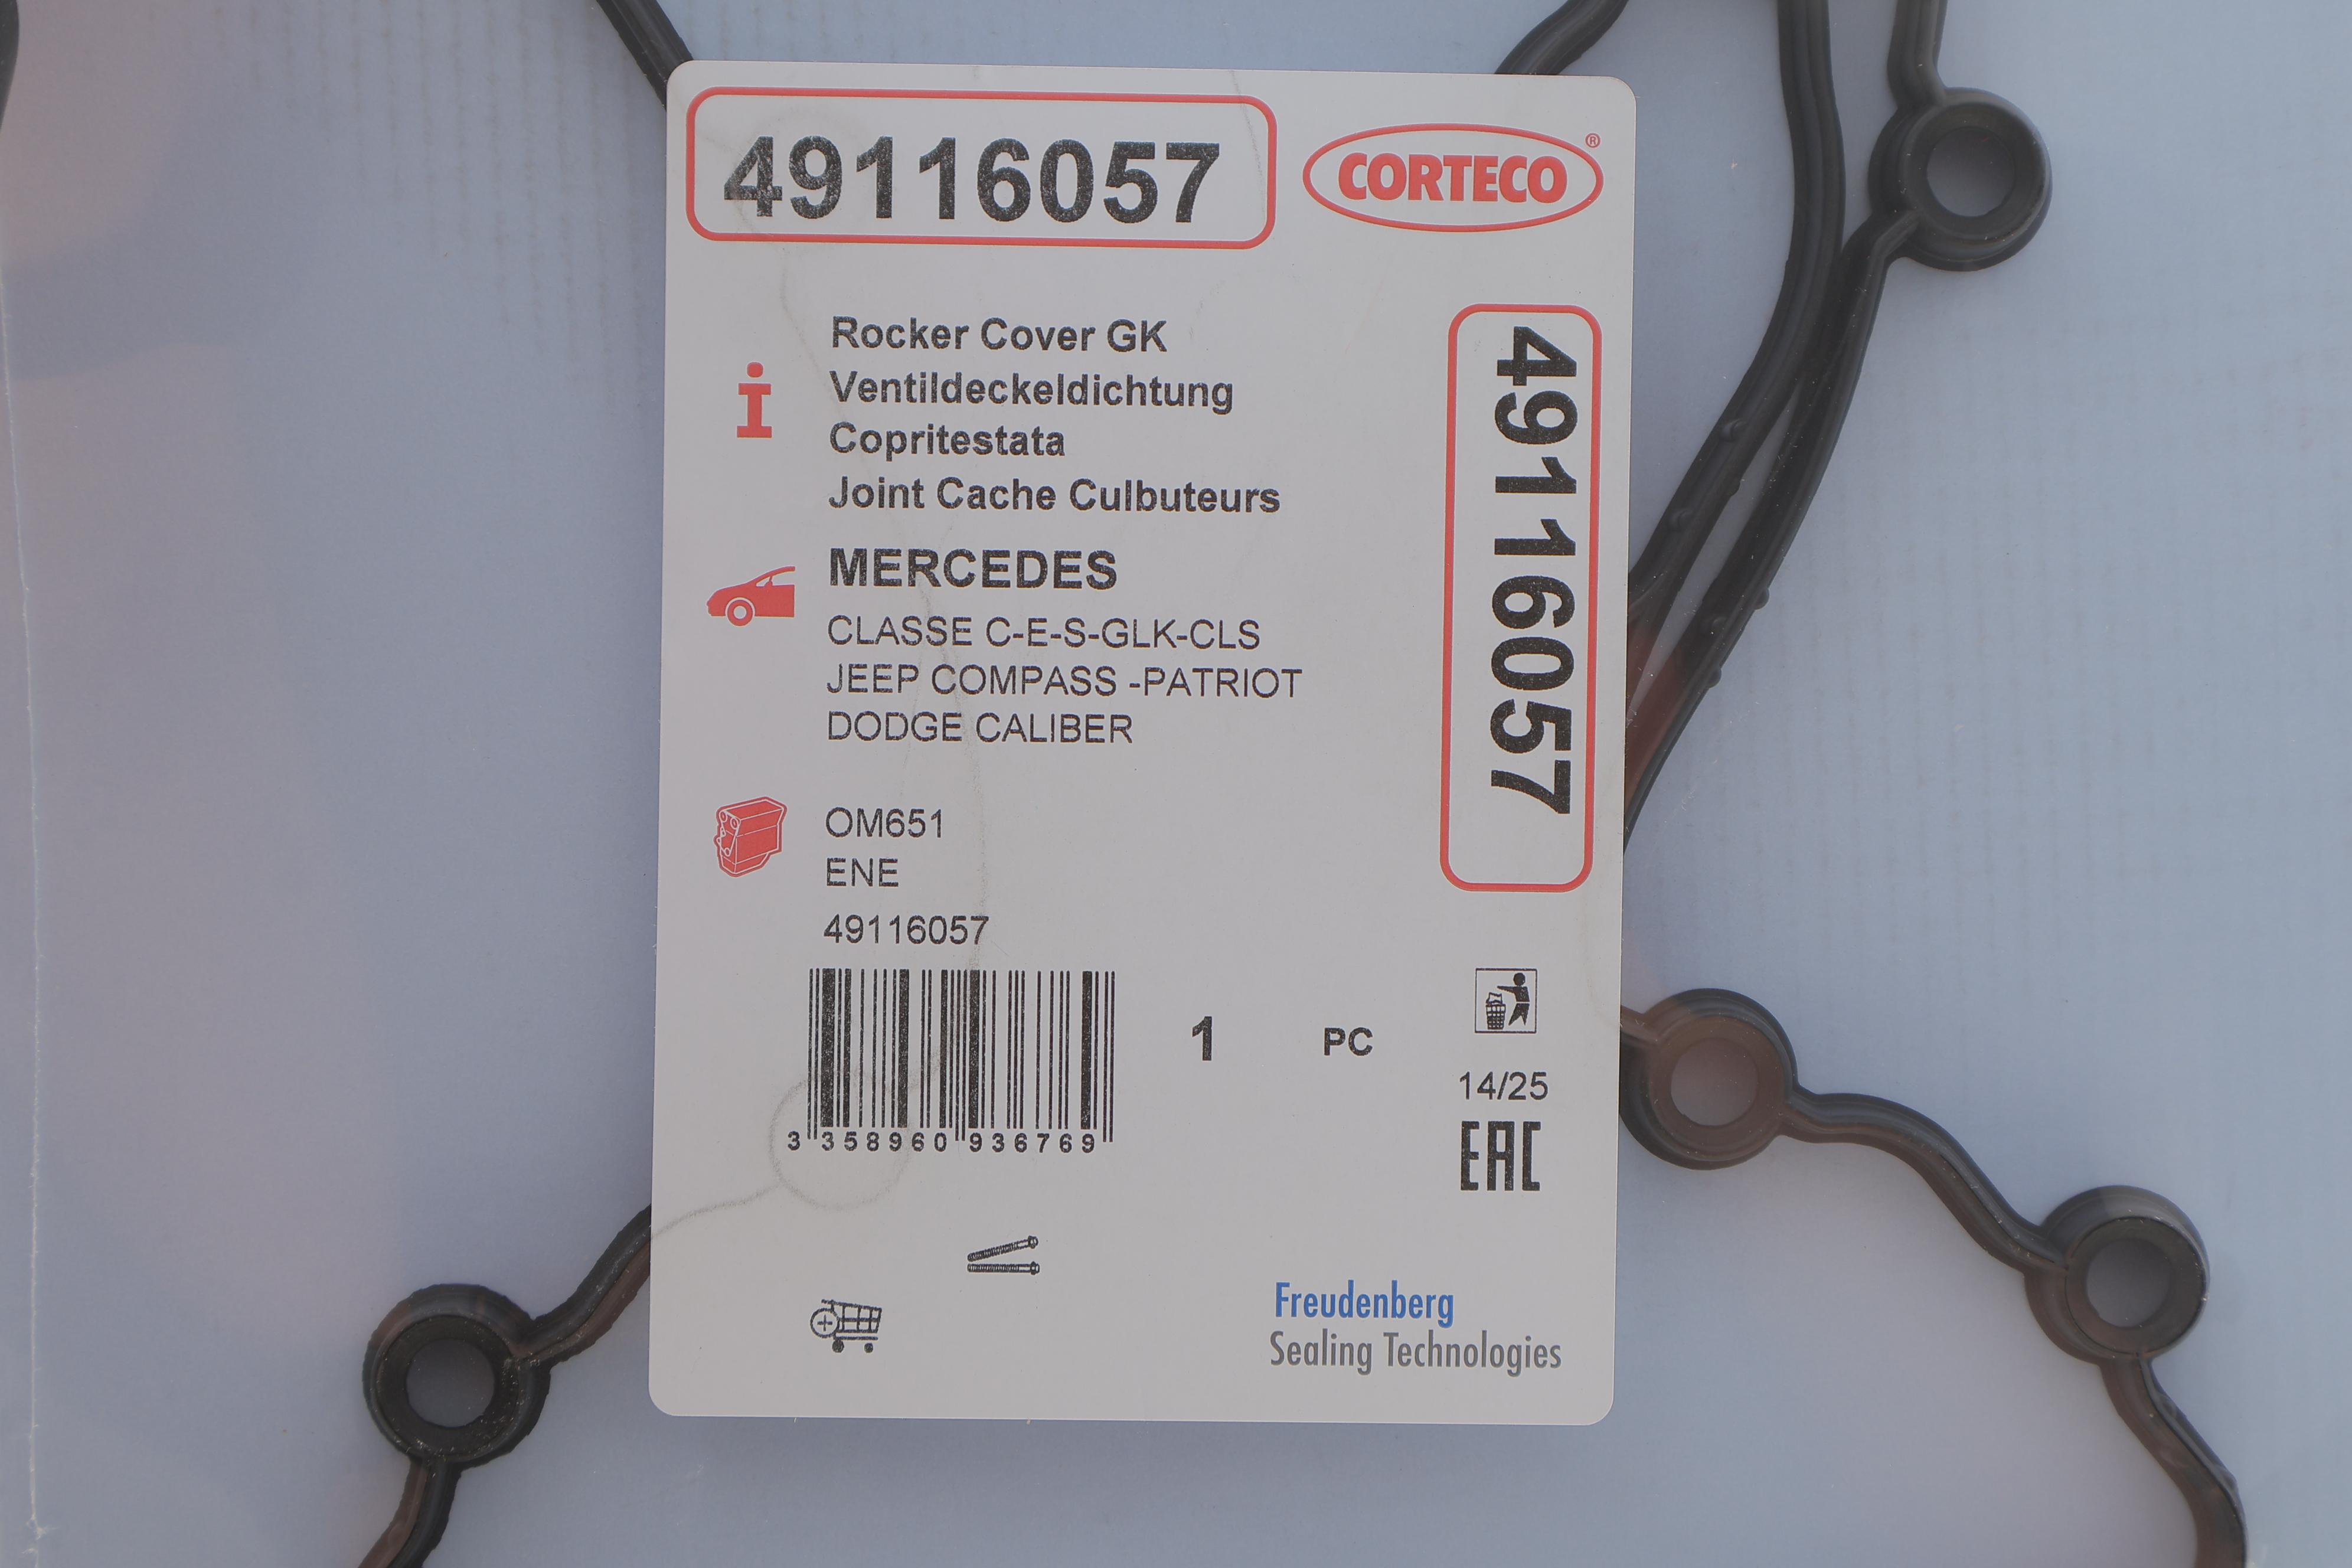 49116057
CORTECO®
Rocker Cover GK
Ventildeckeldichtung
Copritestata
Joint Cache Culbuteurs
MERCEDES
CLASSE C-E-S-GLK-CLS
JEEP COMPASS -PATRIOT
DODGE CALIBER
49116057
OM651
ENE
49116057
3 358960 936769
1 PC
14/25
EAC
Freudenberg
Sealing Technologies